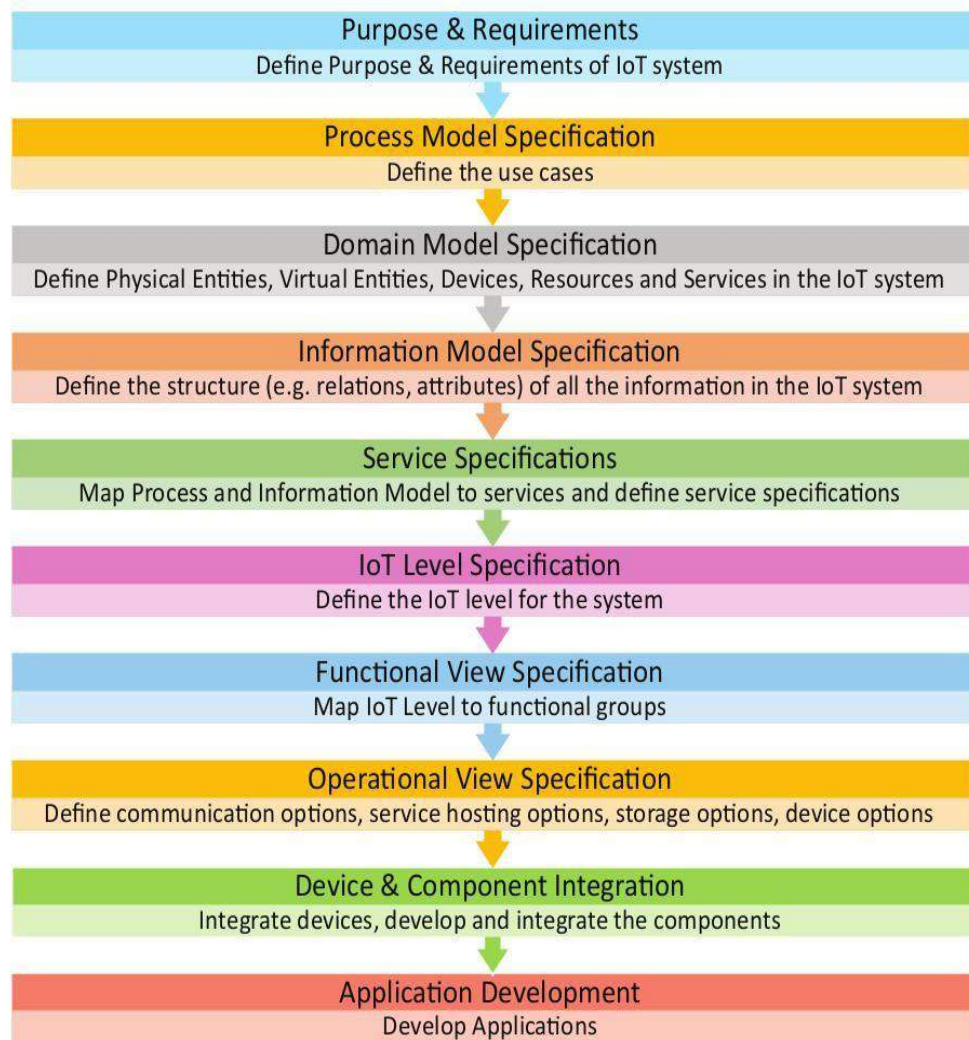 Purpose & Requirements
Define Purpose & Requirements of IoT system
Process Model Specification
Define the use cases
Domain Model Specification
Define Physical Entities, Virtual Entities, Devices, Resources and Services in the IoT system
Information Model Specification
Define the structure (e.g. relations, attributes) of all the information in the IoT system
Service Specifications
Map Process and Information Model to services and define service specifications
IoT Level Specification
Define the IoT level for the system
Functional View Specification
Map IoT Level to functional groups
Operational View Specification
Define communication options, service hosting options, storage options, device options
Device & Component Integration
Integrate devices, develop and integrate the components
Application Development
Develop Applications